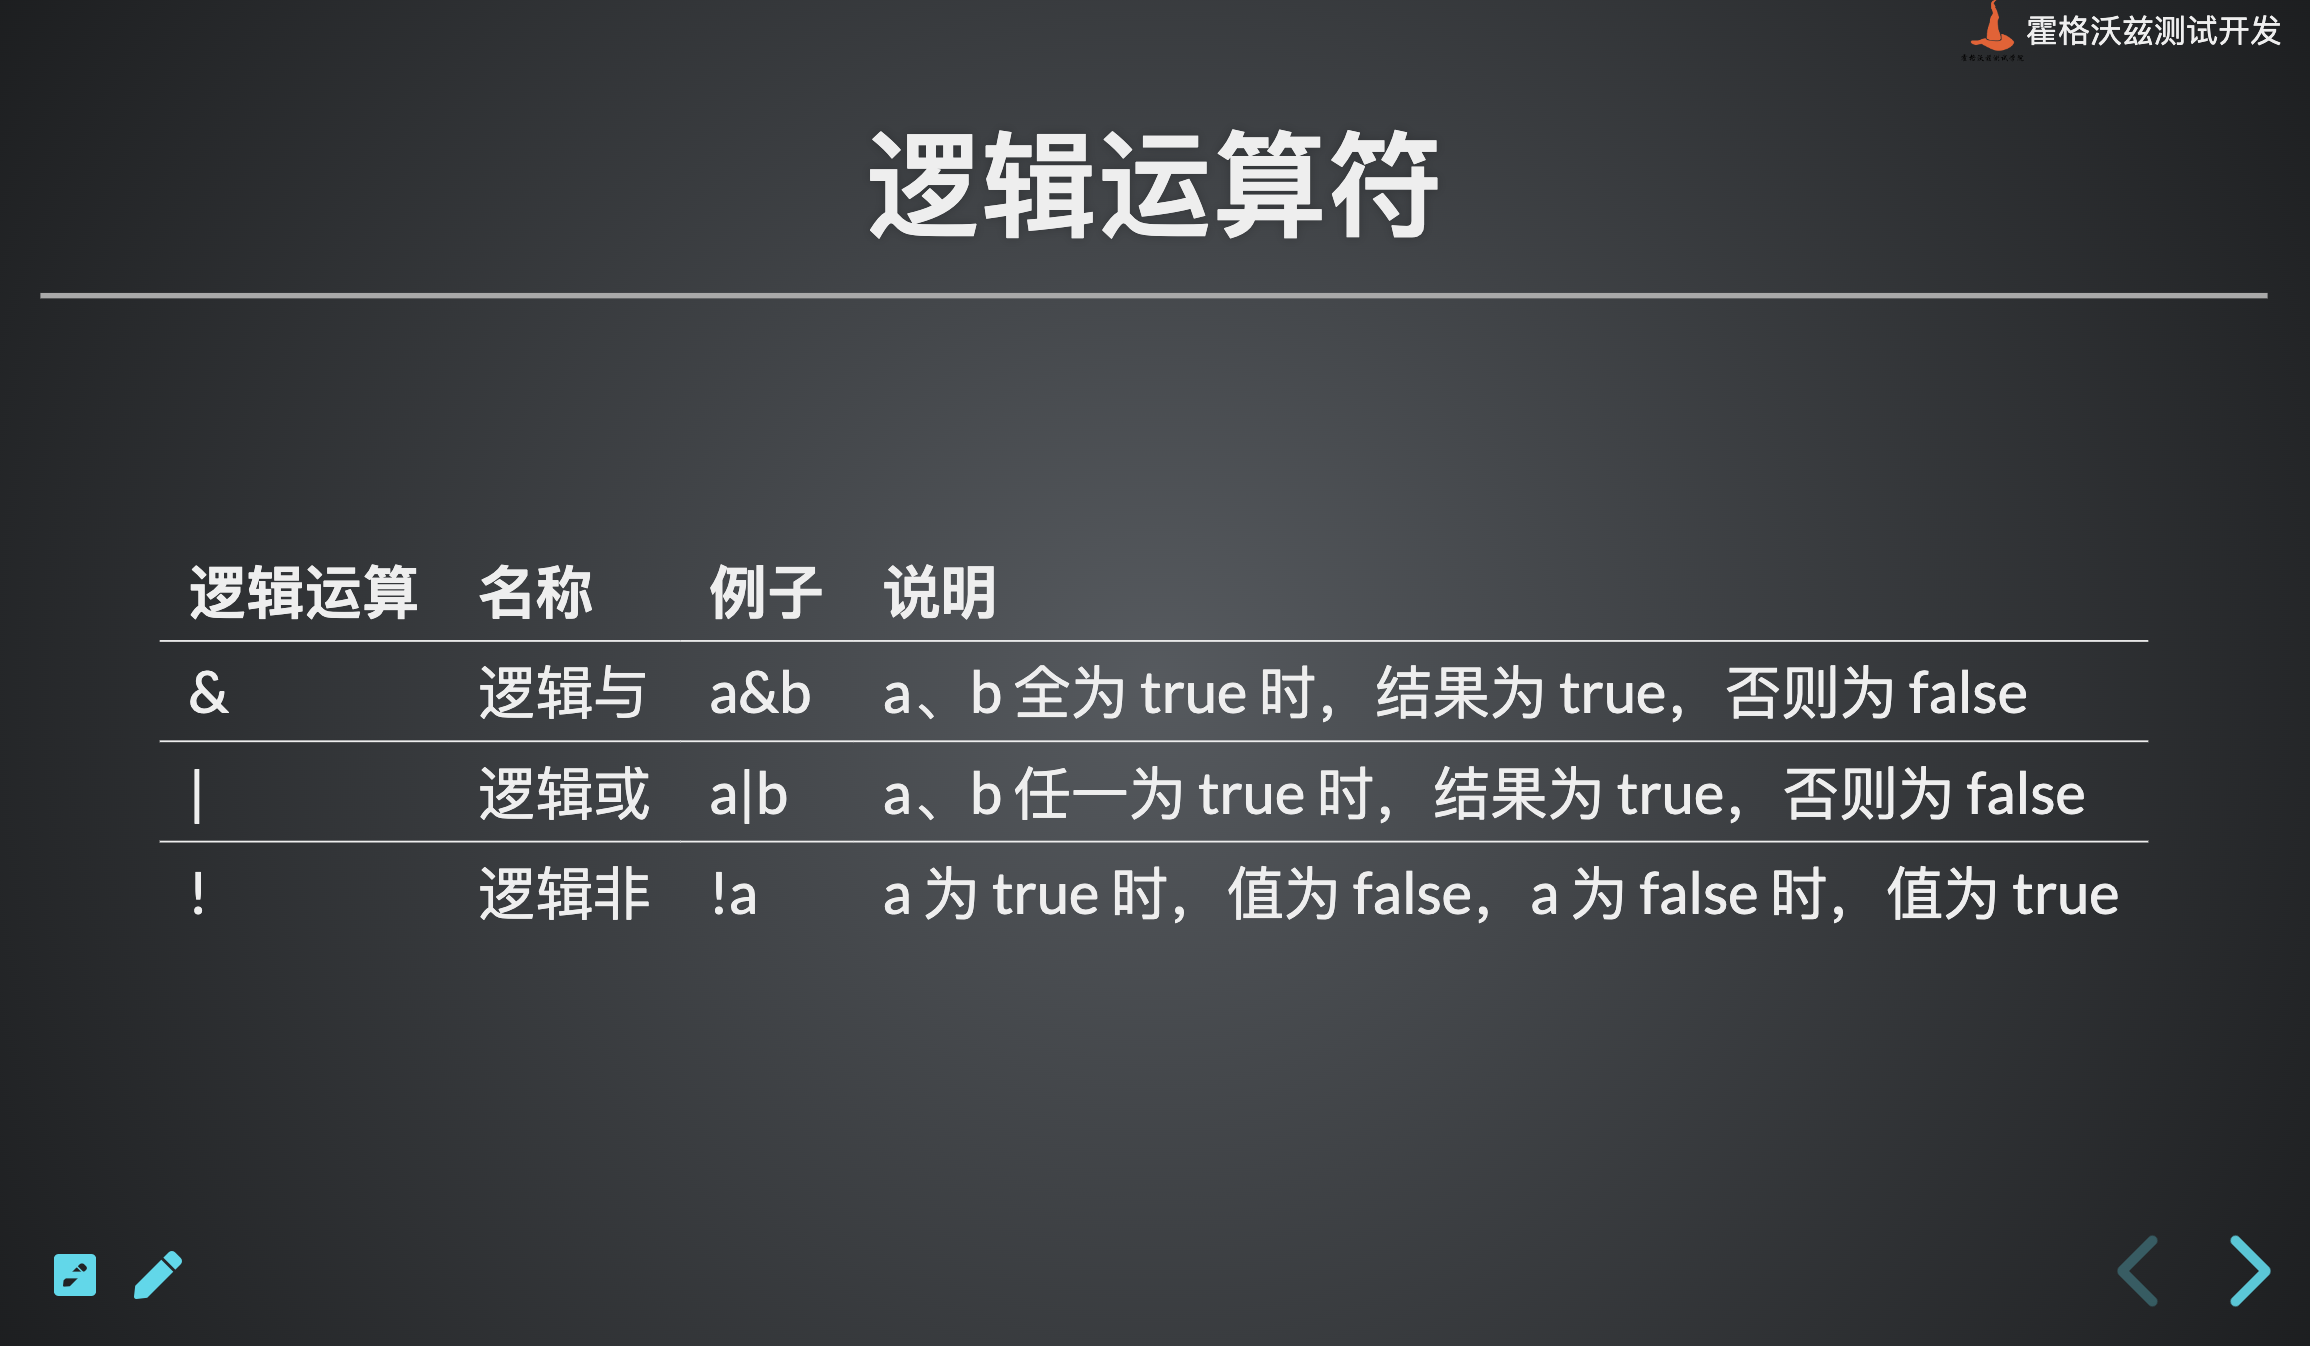 霍格沃兹测试开发
逻辑运算符
逻辑运算 名称 例子 说明
& 逻辑与 a&b a、b 全为 true 时，结果为 true，否则为 false
| 逻辑或 a|b a、b 任一为 true 时，结果为 true，否则为 false
! 逻辑非 !a a 为 true 时，值为 false，a 为 false 时，值为 true